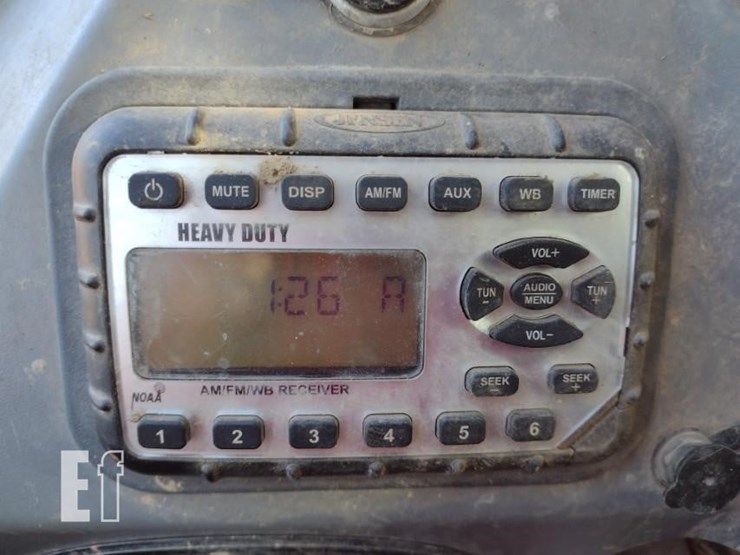 JENSEN
MUTE DISP AM/FM AUX WB TIMER
HEAVY DUTY
VOL+
1:26 A
TUN - AUDIO MENU TUN +
VOL-
SEEK - SEEK +
NOAA AM/FM/WB RECEIVER
1 2 3 4 5 6
Ef